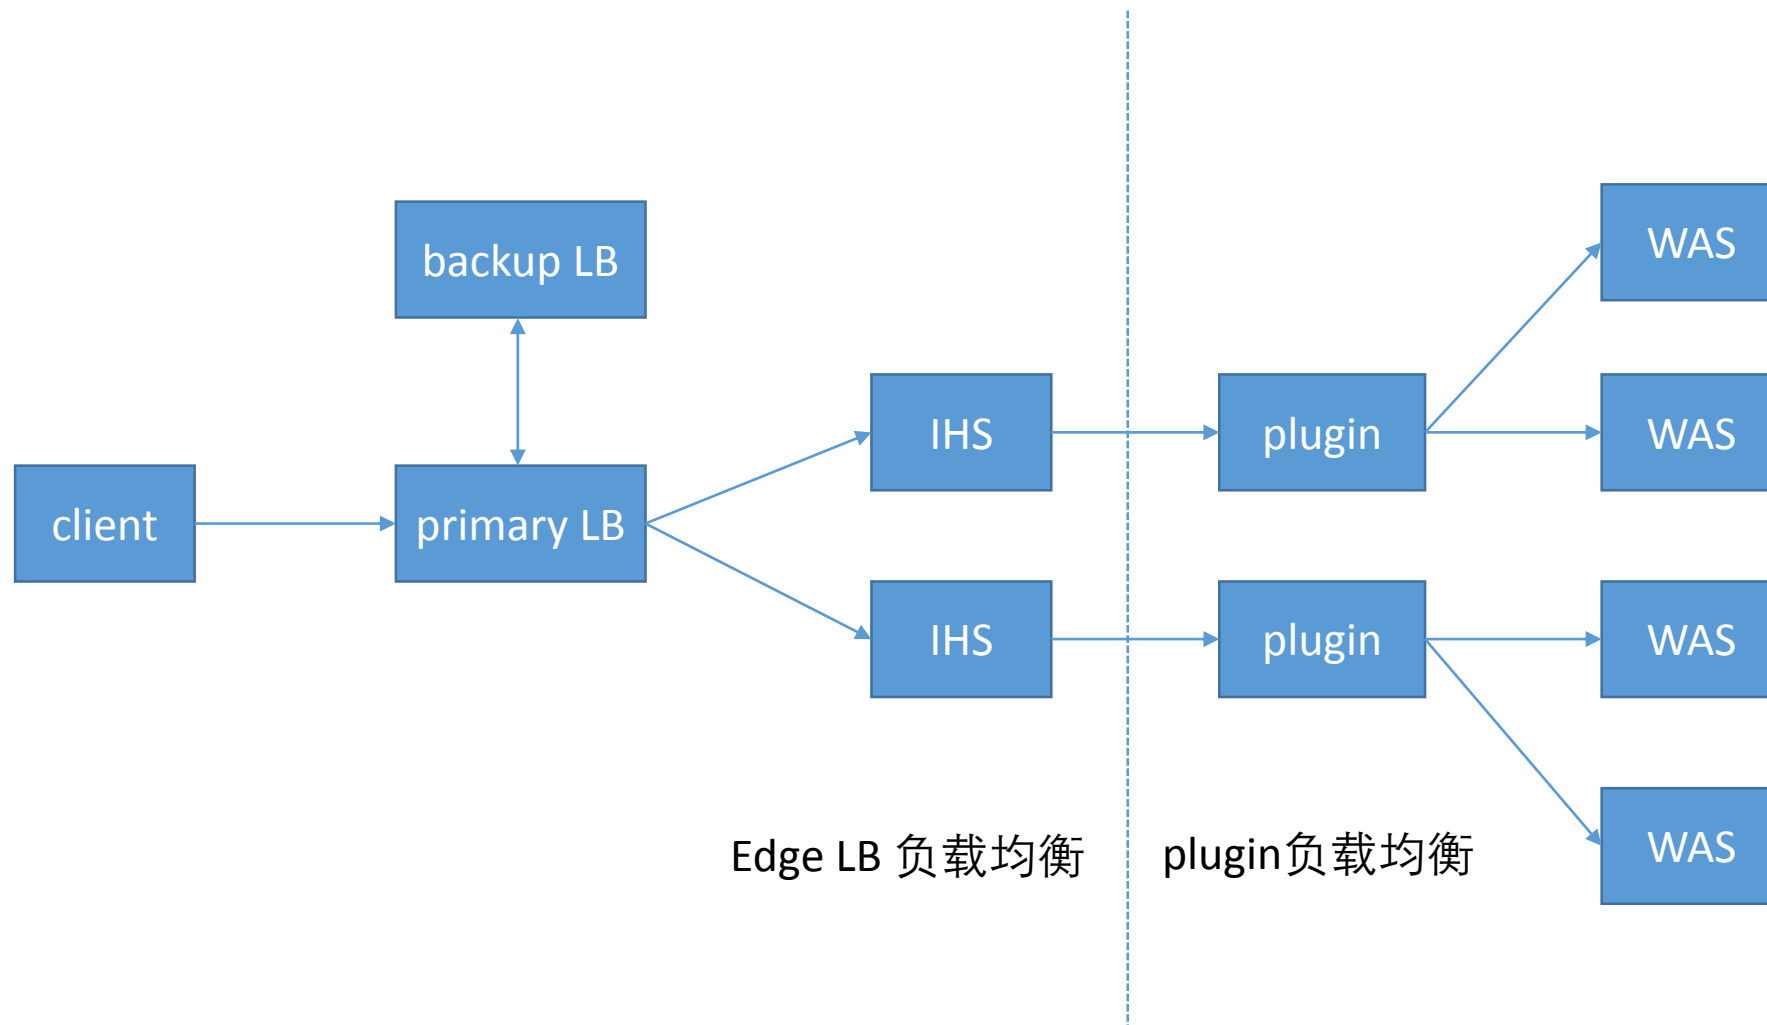 backup LB
client
primary LB
IHS
IHS
plugin
plugin
WAS
WAS
WAS
WAS
Edge LB 负载均衡
plugin负载均衡